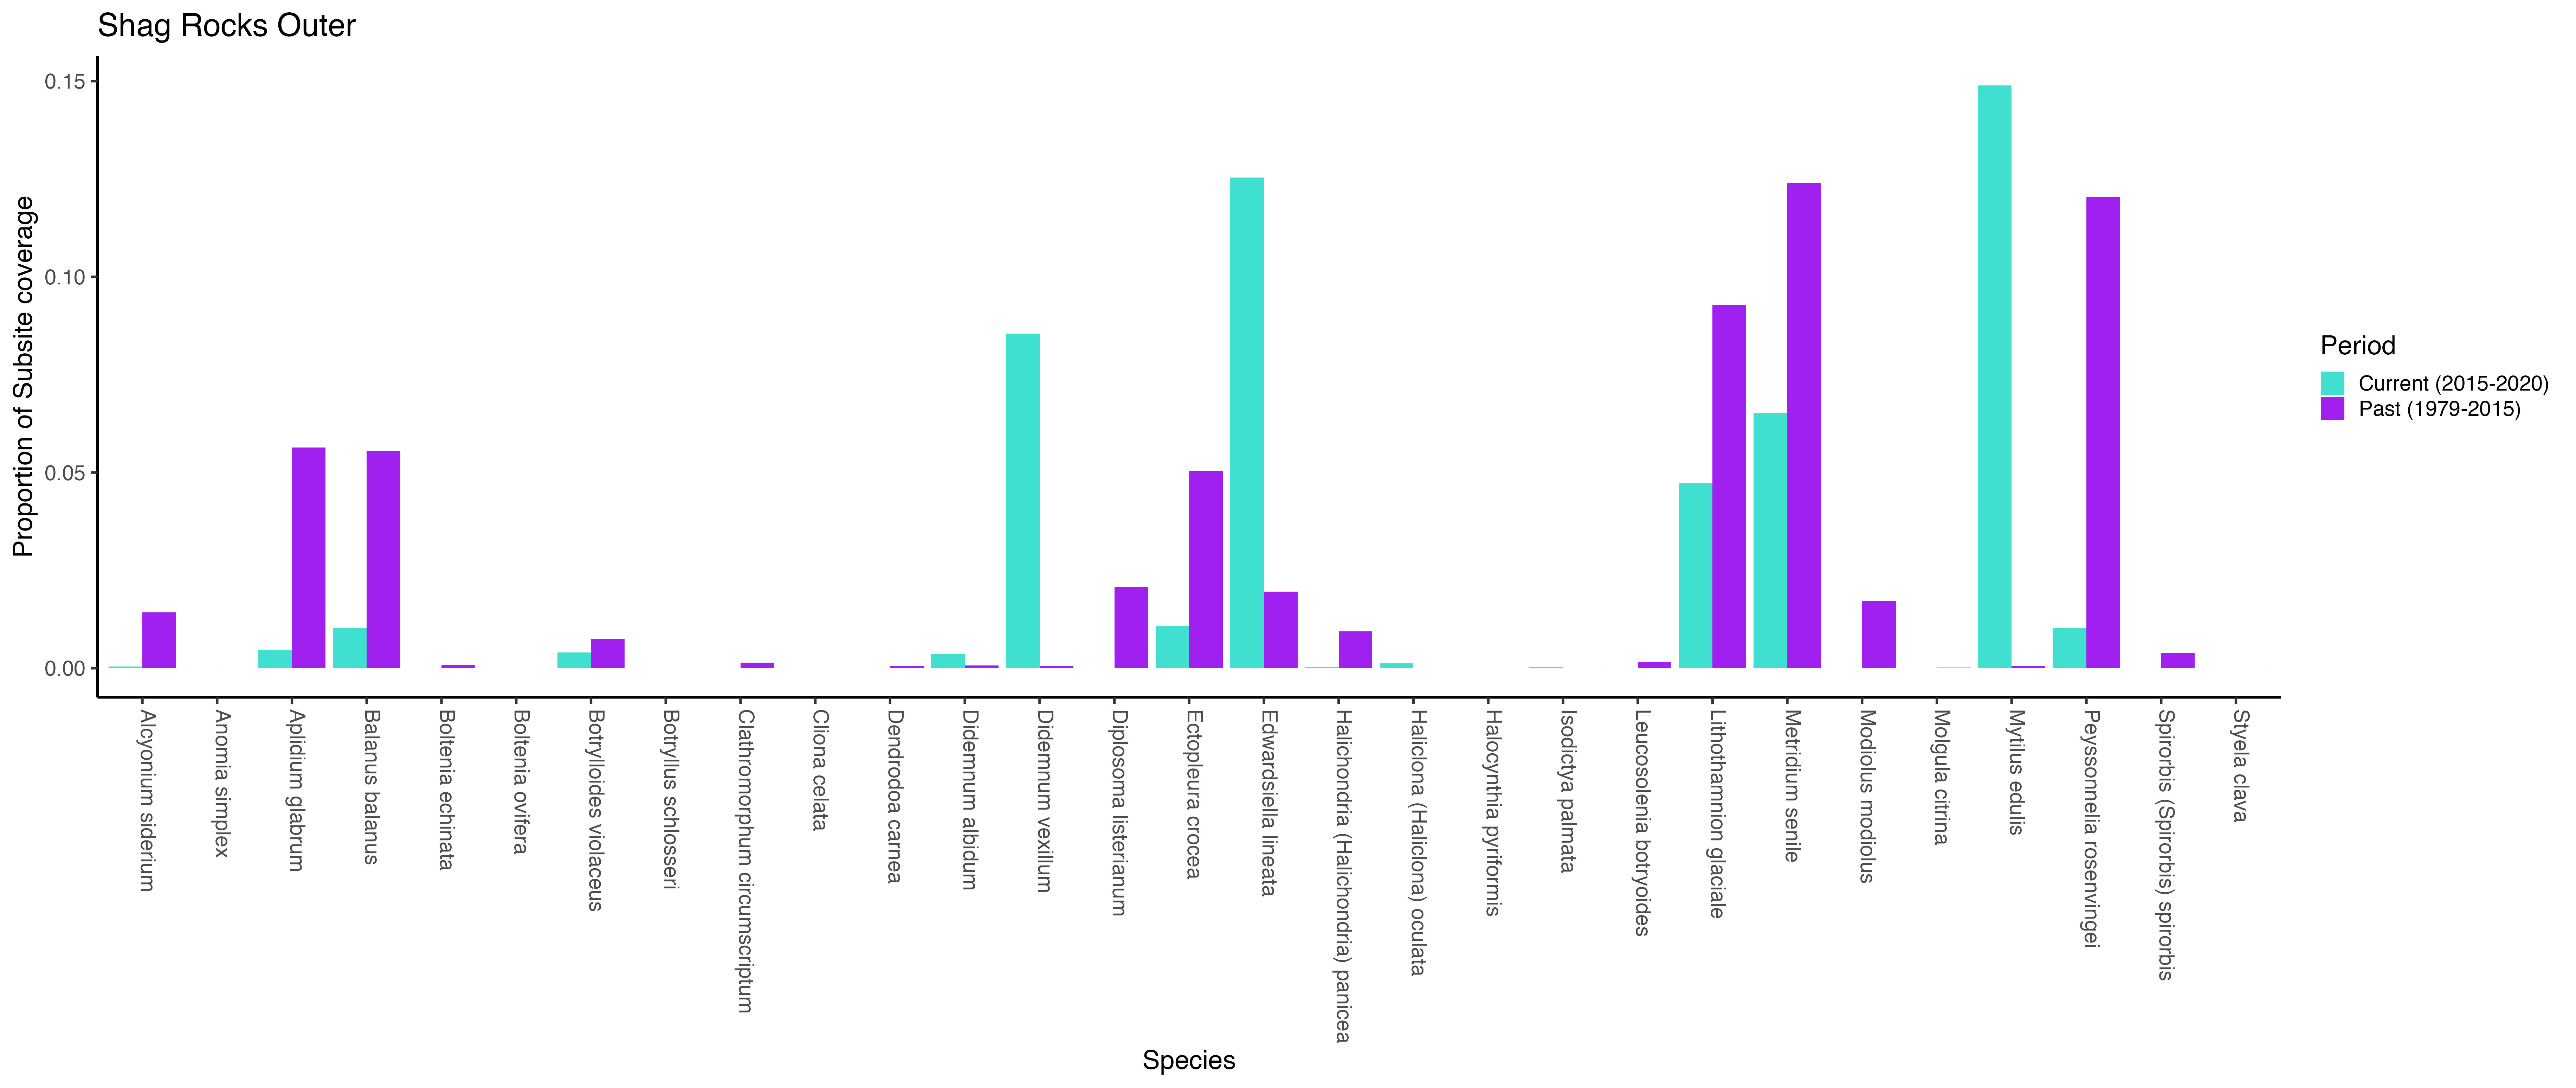 Shag Rocks Outer
Proportion of Subsite coverage
0.15
0.10
0.05
0.00
Alcyonium siderium
Anomia simplex
Aplidium glabrum
Balanus balanus
Boltenia echinata
Boltenia ovifera
Botrylloides violaceus
Botryllus schlosseri
Clathromorphum circumscriptum
Cliona celata
Dendrodoa carnea
Didemnum albidum
Didemnum vexillum
Diplosoma listerianum
Ectopleura crocea
Edwardsiella lineata
Halichondria (Halichondria) panicea
Haliclona (Haliclona) oculata
Halocynthia pyriformis
Isodictya palmata
Leucosolenia botryoides
Lithothamnion glaciale
Metridium senile
Modiolus modiolus
Molgula citrina
Mytilus edulis
Peyssonnelia rosenvingei
Spirorbis (Spirorbis) spirorbis
Styela clava
Species
Period
Current (2015-2020)
Past (1979-2015)